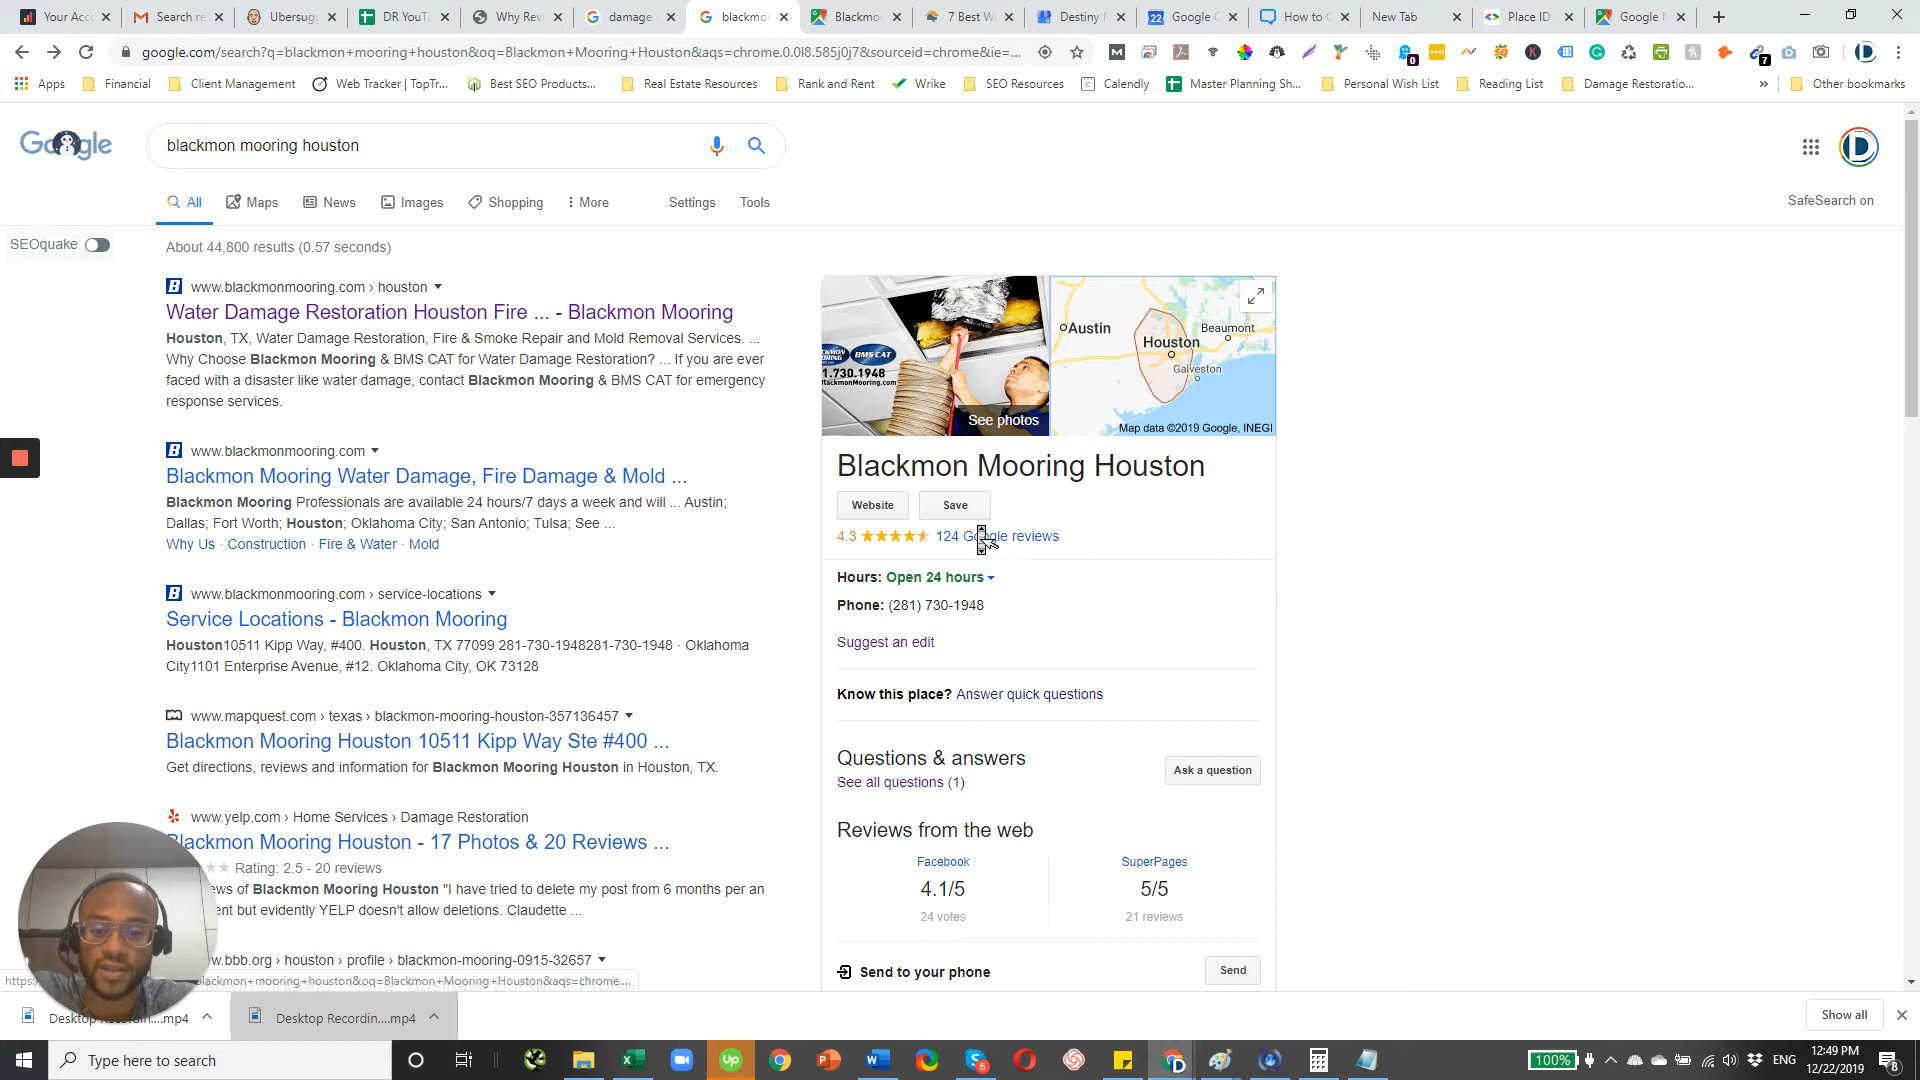 Your Acc
Search re
Ubersugg
DR YouT
Why Rev
damage
blackmo
Blackmo
7 Best W
Destiny
Google C
How to C
New Tab
Place ID
Google
google.com/search?q=blackmon+mooring+houston&oq=Blackmon+Mooring+Houston&aqs=chrome.0.0l8.585j0j7&sourceid=chrome&ie=...
0
7
Apps
Financial
Client Management
Web Tracker | TopTr...
Best SEO Products...
Real Estate Resources
Rank and Rent
Wrike
SEO Resources
Calendly
Master Planning Sh...
Personal Wish List
Reading List
Damage Restoratio...
»
Other bookmarks
Google
blackmon mooring houston
All
Maps
News
Images
Shopping
More
Settings
Tools
SafeSearch on
SEOquake
About 44,800 results (0.57 seconds)
www.blackmonmooring.com › houston
Water Damage Restoration Houston Fire ... - Blackmon Mooring
Houston, TX, Water Damage Restoration, Fire & Smoke Repair and Mold Removal Services. ...
Why Choose Blackmon Mooring & BMS CAT for Water Damage Restoration? ... If you are ever
faced with a disaster like water damage, contact Blackmon Mooring & BMS CAT for emergency
response services.
www.blackmonmooring.com
Blackmon Mooring Water Damage, Fire Damage & Mold ...
Blackmon Mooring Professionals are available 24 hours/7 days a week and will ... Austin;
Dallas; Fort Worth; Houston; Oklahoma City; San Antonio; Tulsa; See ...
Why Us · Construction · Fire & Water · Mold
www.blackmonmooring.com › service-locations
Service Locations - Blackmon Mooring
Houston10511 Kipp Way, #400. Houston, TX 77099 281-730-1948281-730-1948 · Oklahoma
City1101 Enterprise Avenue, #12. Oklahoma City, OK 73128
www.mapquest.com › texas › blackmon-mooring-houston-357136457
Blackmon Mooring Houston 10511 Kipp Way Ste #400 ...
Get directions, reviews and information for Blackmon Mooring Houston in Houston, TX.
www.yelp.com › Home Services › Damage Restoration
Blackmon Mooring Houston - 17 Photos & 20 Reviews ...
Rating: 2.5 - 20 reviews
ews of Blackmon Mooring Houston "I have tried to delete my post from 6 months per an
ent but evidently YELP doesn't allow deletions. Claudette ...
w.bbb.org › houston › profile › blackmon-mooring-0915-32657
https:/
lackmon+mooring+houston&oq=Blackmon+Mooring+Houston&aqs=chrome...
KMON
RING
BMS CAT
1.730.1948
lackmonMooring.com
See photos
Austin
Beaumont
Houston
Galveston
Map data ©2019 Google, INEGI
Blackmon Mooring Houston
Website
Save
4.3
124 Google reviews
Hours: Open 24 hours
Phone: (281) 730-1948
Suggest an edit
Know this place? Answer quick questions
Questions & answers
See all questions (1)
Ask a question
Reviews from the web
Facebook
SuperPages
4.1/5
5/5
24 votes
21 reviews
Send to your phone
Send
Desktop Recordin....mp4
Desktop Recordin....mp4
Show all
Type here to search
Up
6
100%
ENG
12:49 PM
12/22/2019
8